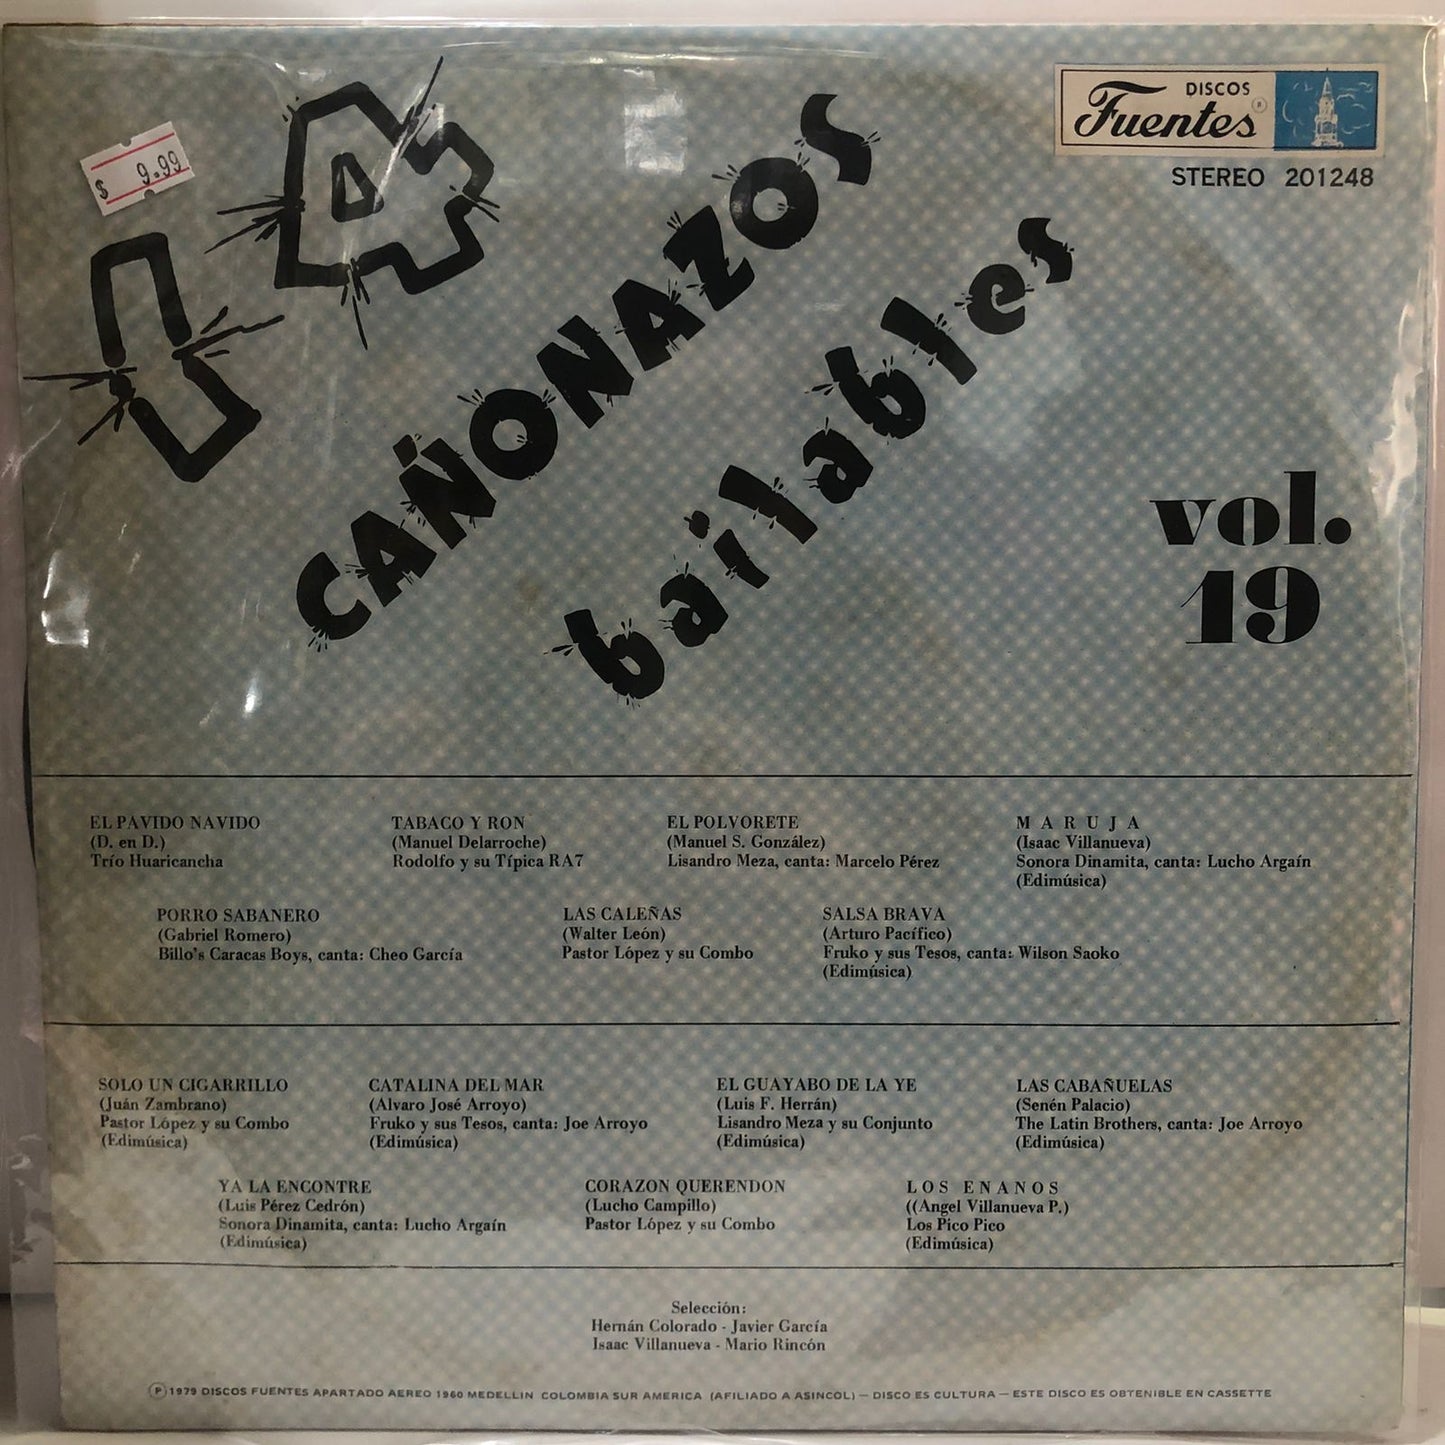 $ 9.99
14
CAÑONAZOS
bailables
DISCOS
Fuentes ®
STEREO 201248
vol.
19
EL PAVIDO NAVIDO
(D. en D.)
Trío Huaricancha
TABACO Y RON
(Manuel Delarroche)
Rodolfo y su Típica RA7
EL POLVORETE
(Manuel S. González)
Lisandro Meza, canta: Marcelo Pérez
MARUJA
(Isaac Villanueva)
Sonora Dinamita, canta: Lucho Argaín
(Edimúsica)
PORRO SABANERO
(Gabriel Romero)
Billo's Caracas Boys, canta: Cheo García
LAS CALEÑAS
(Walter León)
Pastor López y su Combo
SALSA BRAVA
(Arturo Pacífico)
Fruko y sus Tesos, canta: Wilson Saoko
(Edimúsica)
SOLO UN CIGARRILLO
(Juán Zambrano)
Pastor López y su Combo
(Edimúsica)
CATALINA DEL MAR
(Alvaro José Arroyo)
Fruko y sus Tesos, canta: Joe Arroyo
(Edimúsica)
EL GUAYABO DE LA YE
(Luis F. Herrán)
Lisandro Meza y su Conjunto
(Edimúsica)
LAS CABAÑUELAS
(Senén Palacio)
The Latin Brothers, canta: Joe Arroyo
(Edimúsica)
YA LA ENCONTRE
(Luis Pérez Cedrón)
Sonora Dinamita, canta: Lucho Argaín
(Edimúsica)
CORAZON QUERENDON
(Lucho Campillo)
Pastor López y su Combo
LOS ENANOS
((Angel Villanueva P.)
Los Pico Pico
(Edimúsica)
Selección:
Hernán Colorado - Javier García
Isaac Villanueva - Mario Rincón
℗ 1979 DISCOS FUENTES APARTADO AEREO 1960 MEDELLIN COLOMBIA SUR AMERICA (AFILIADO A ASINCOL) — DISCO ES CULTURA — ESTE DISCO ES OBTENIBLE EN CASSETTE